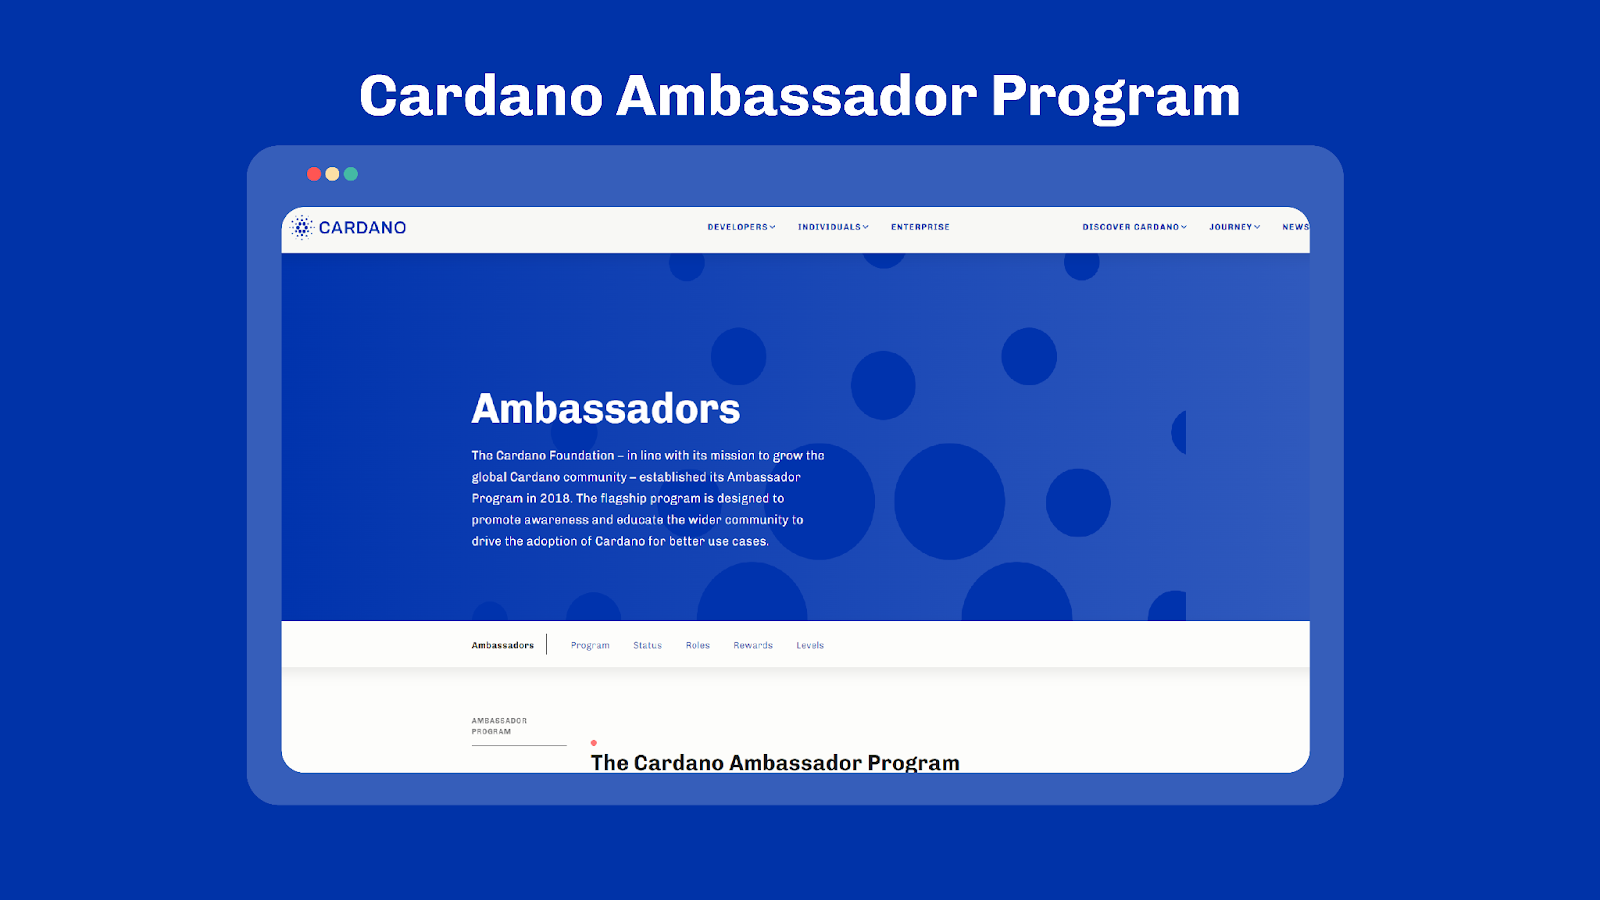 Cardano Ambassador Program
CARDANO
DEVELOPERS
INDIVIDUALS
ENTERPRISE
DISCOVER CARDANO
JOURNEY
NEWS
Ambassadors
The Cardano Foundation – in line with its mission to grow the
global Cardano community – established its Ambassador
Program in 2018. The flagship program is designed to
promote awareness and educate the wider community to
drive the adoption of Cardano for better use cases.
Ambassadors
Program
Status
Roles
Rewards
Levels
AMBASSADOR
PROGRAM
The Cardano Ambassador Program